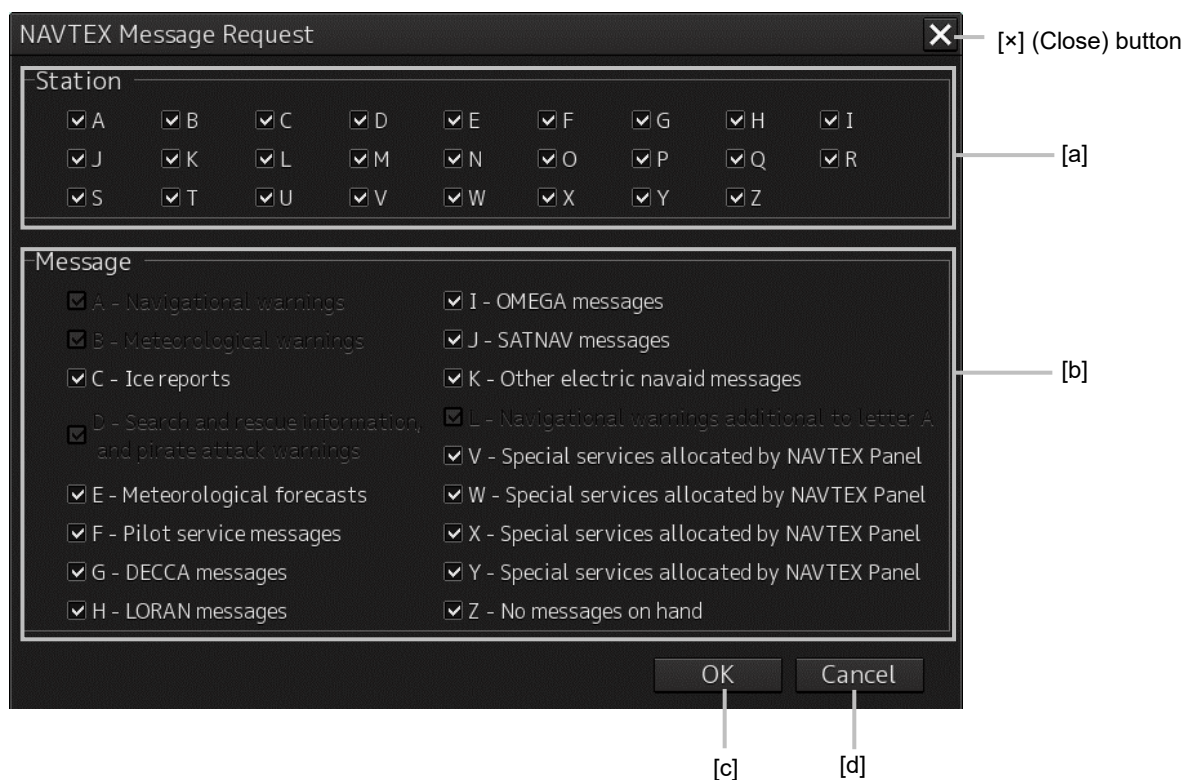 NAVTEX Message Request
[×] (Close) button
Station
A B C D E F G H I
J K L M N O P Q R
S T U V W X Y Z
[a]
Message
A - Navigational warnings
B - Meteorological warnings
C - Ice reports
D - Search and rescue information,
and pirate attack warnings
E - Meteorological forecasts
F - Pilot service messages
G - DECCA messages
H - LORAN messages
I - OMEGA messages
J - SATNAV messages
K - Other electric navaid messages
L - Navigational warnings additional to letter A
V - Special services allocated by NAVTEX Panel
W - Special services allocated by NAVTEX Panel
X - Special services allocated by NAVTEX Panel
Y - Special services allocated by NAVTEX Panel
Z - No messages on hand
[b]
OK
Cancel
[c]
[d]